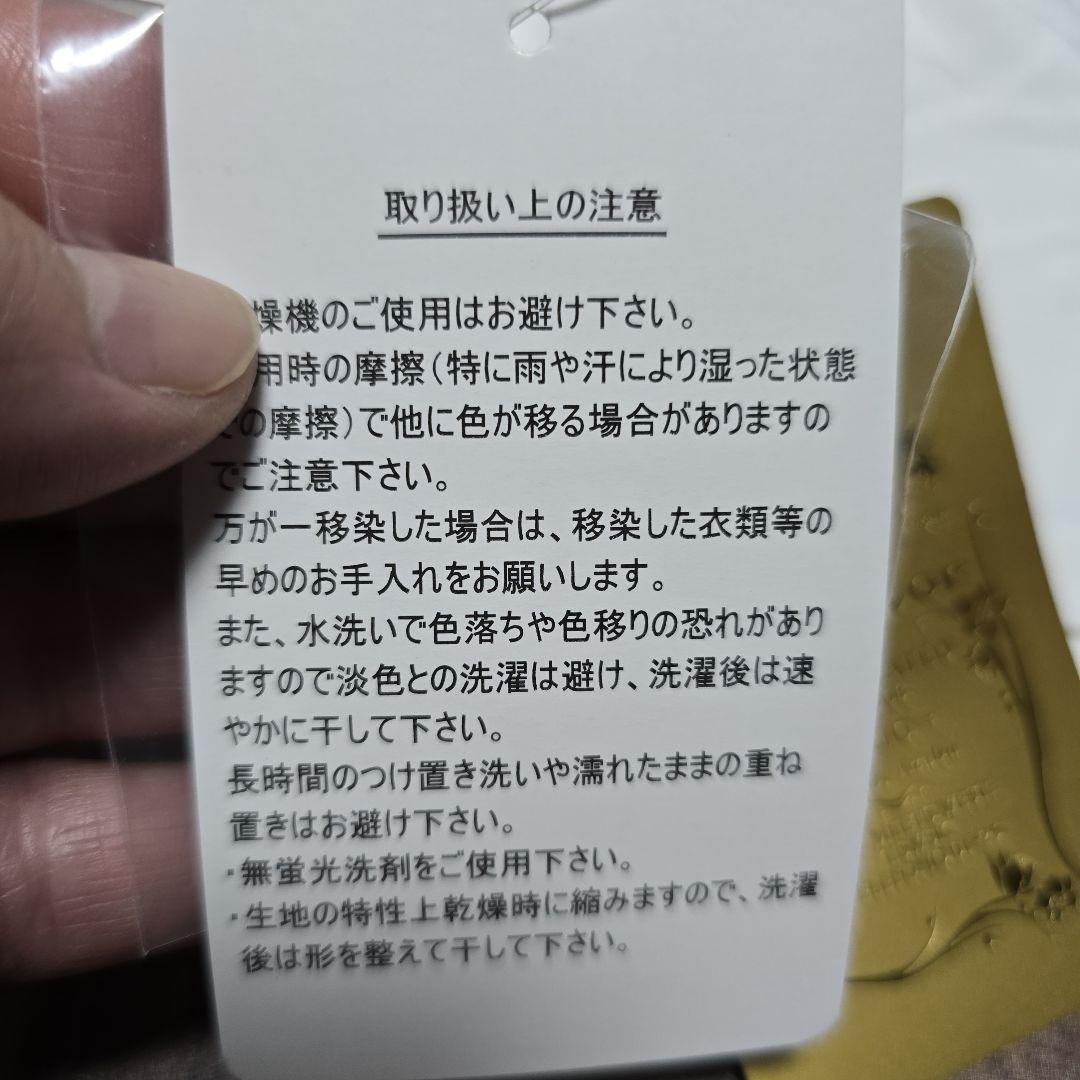 取り扱い上の注意
燥機のご使用はお避け下さい。
用時の摩擦(特に雨や汗により湿った状態
での摩擦)で他に色が移る場合がありますの
でご注意下さい。
万が一移染した場合は、移染した衣類等の
早めのお手入れをお願いします。
また、水洗いで色落ちや色移りの恐れがあり
ますので淡色との洗濯は避け、洗濯後は速
やかに干して下さい。
長時間のつけ置き洗いや濡れたままの重ね
置きはお避け下さい。
・無蛍光洗剤をご使用下さい。
・生地の特性上乾燥時に縮みますので、洗濯
後は形を整えて干して下さい。